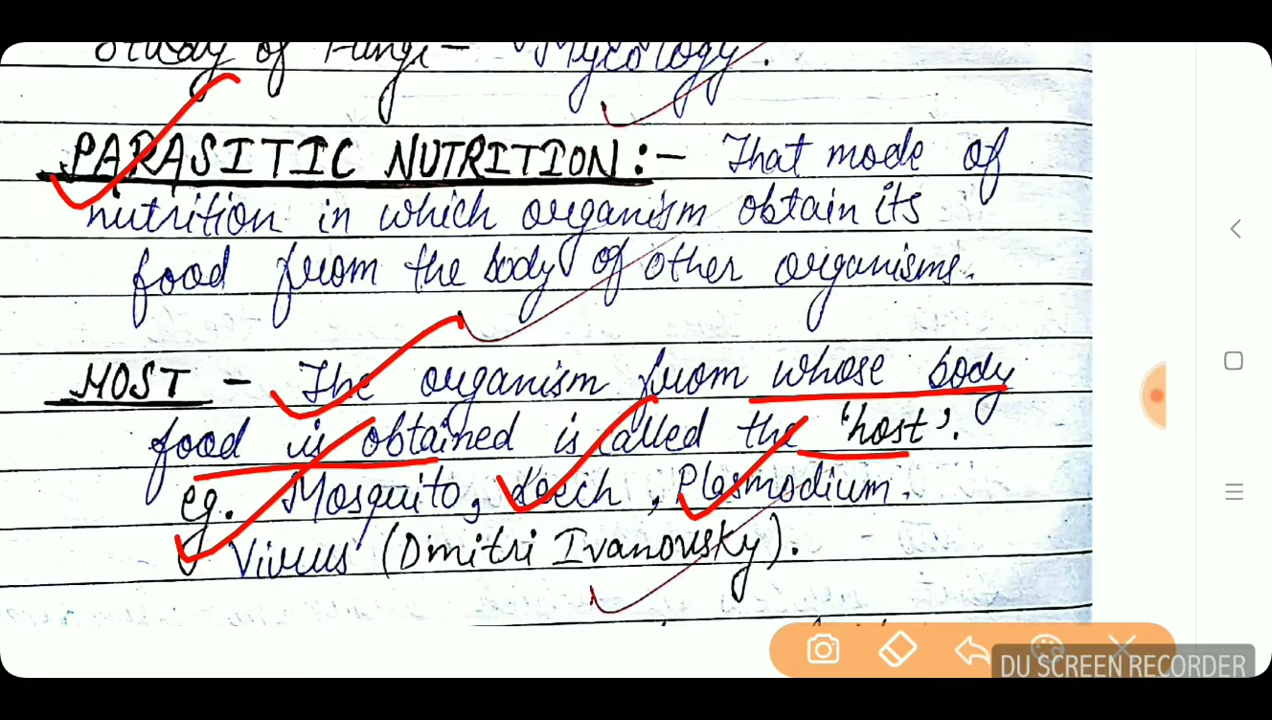 Study of Fungi- Mycology.
PARASITIC NUTRITION:- That mode of
nutrition in which organism obtain its
food from the body of other organisms.
HOST - The organism from whose body
food is obtained is called the 'host'.
eg. Mosquito, Leech, Plasmodium.
Virus (Dmitri Ivanovsky).
DU SCREEN RECORDER